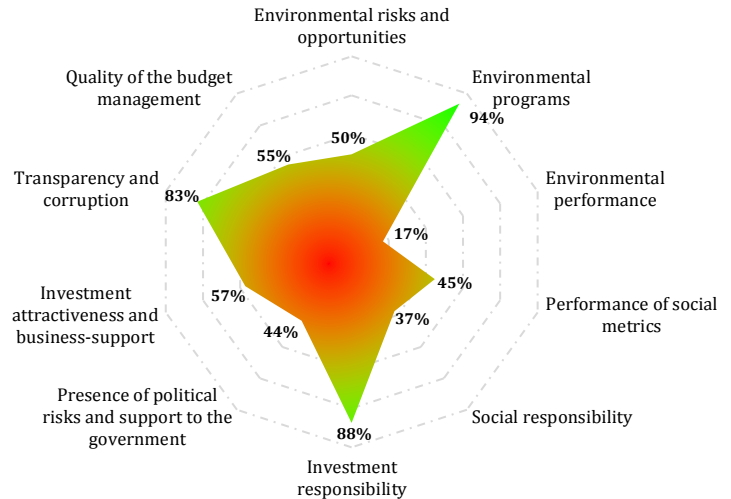 Environmental risks and
opportunities
Environmental
programs
94%
Environmental
performance
17%
Performance of social
metrics
45%
Social responsibility
37%
Investment
responsibility
88%
Presence of political
risks and support to the
government
44%
Investment
attractiveness and
business-support
57%
Transparency and
corruption
83%
Quality of the budget
management
55%
50%